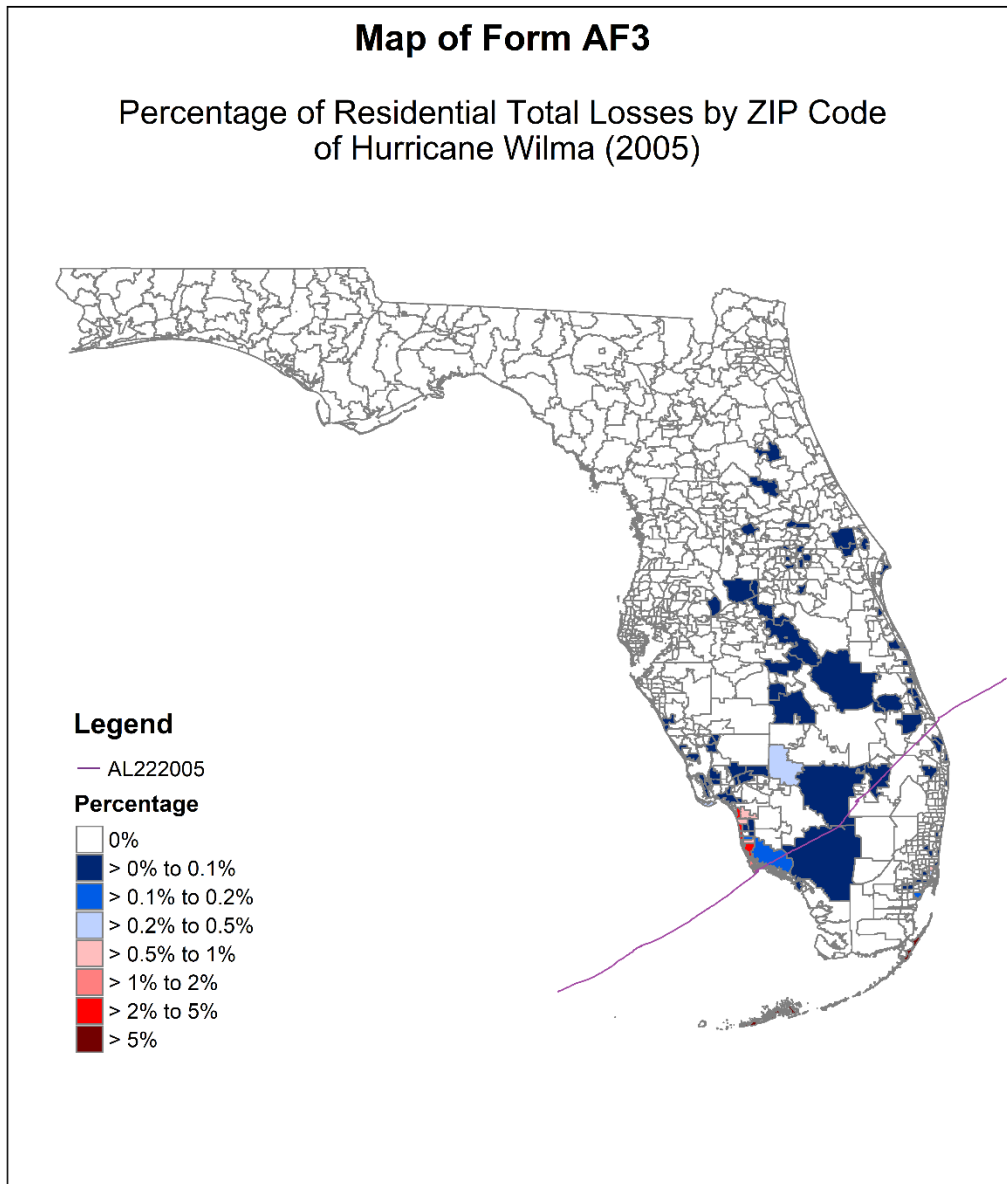 Map of Form AF3
Percentage of Residential Total Losses by ZIP Code
of Hurricane Wilma (2005)
Legend
AL222005
Percentage
0%
> 0% to 0.1%
> 0.1% to 0.2%
> 0.2% to 0.5%
> 0.5% to 1%
> 1% to 2%
> 2% to 5%
> 5%